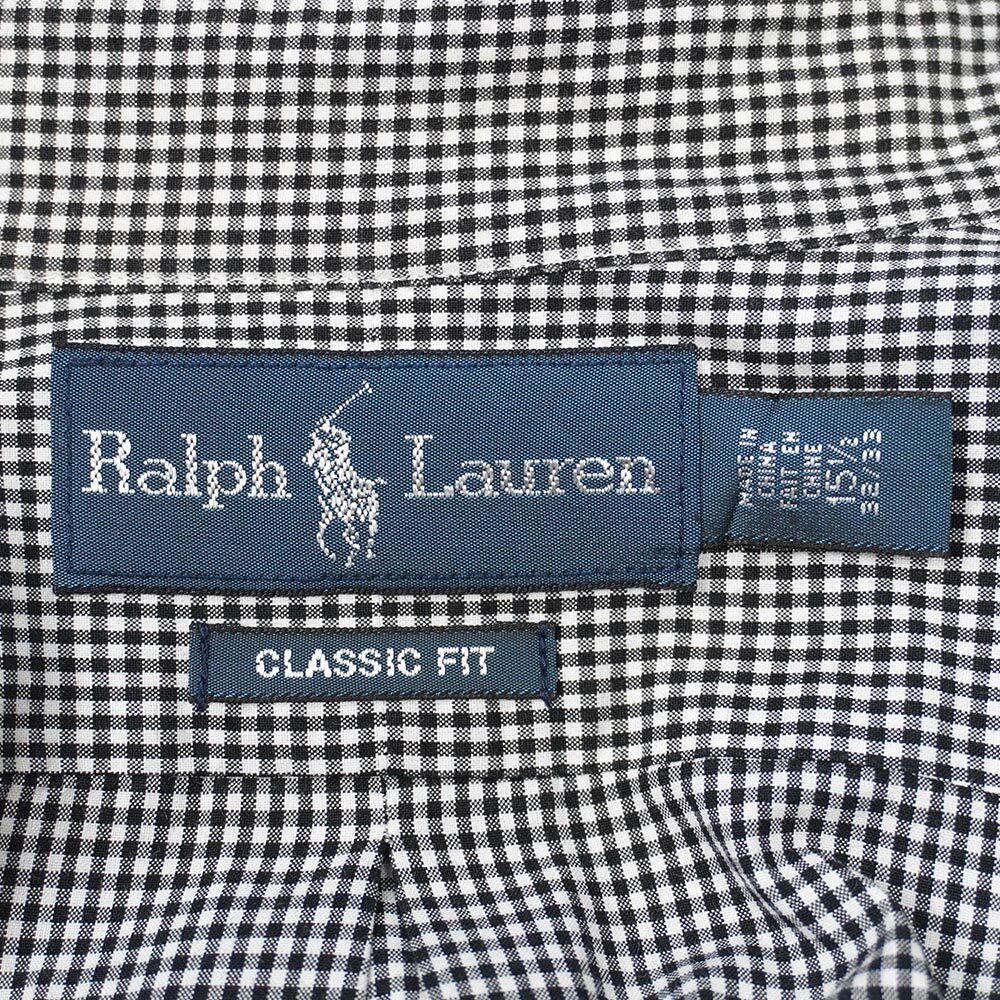 Ralph Lauren
MADE IN
CHINA
FAIT EN
CHINE
15½
32/33
CLASSIC FIT